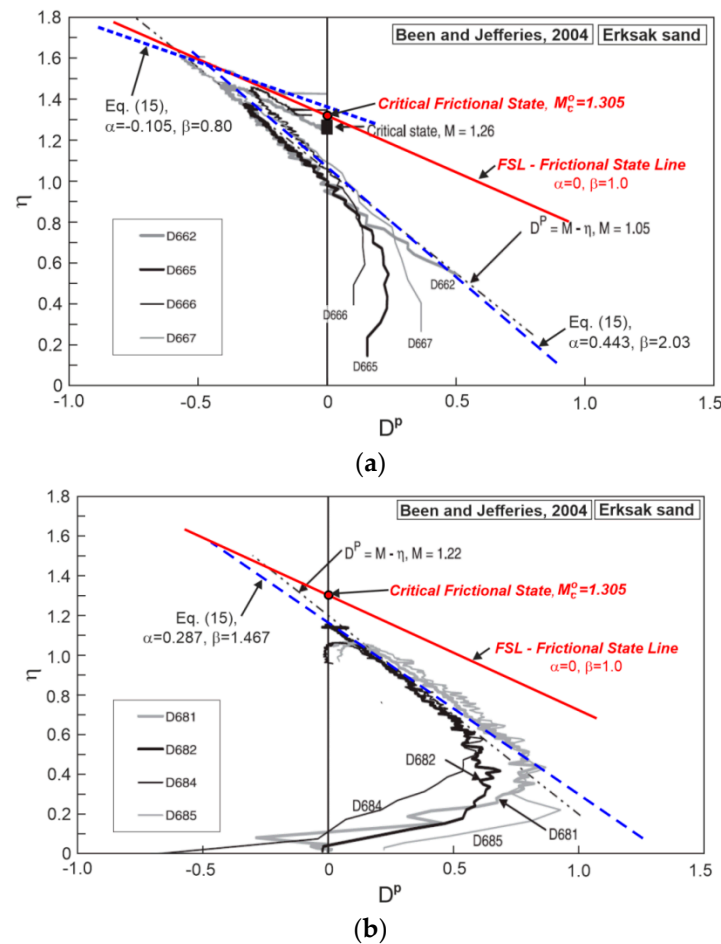 Been and Jefferies, 2004 Erksak sand
1.8
1.6
1.4
1.2
1.0
0.8
0.6
0.4
0.2
0
η
Eq. (15),
α=-0.105, β=0.80
Critical Frictional State, M_c^o=1.305
Critical state, M = 1.26
FSL - Frictional State Line
α=0, β=1.0
D^P = M - η, M = 1.05
D662
D665
D666
D667
D662
D666
D667
D665
Eq. (15),
α=0.443, β=2.03
-1.0
-0.5
0
0.5
1.0
1.5
D^p
(a)
Been and Jefferies, 2004 Erksak sand
1.8
1.6
1.4
1.2
1.0
0.8
0.6
0.4
0.2
0
η
D^P = M - η, M = 1.22
Eq. (15),
α=0.287, β=1.467
Critical Frictional State, M_c^o=1.305
FSL - Frictional State Line
α=0, β=1.0
D681
D682
D684
D685
D682
D684
D681
D685
-1.0
-0.5
0
0.5
1.0
1.5
D^p
(b)